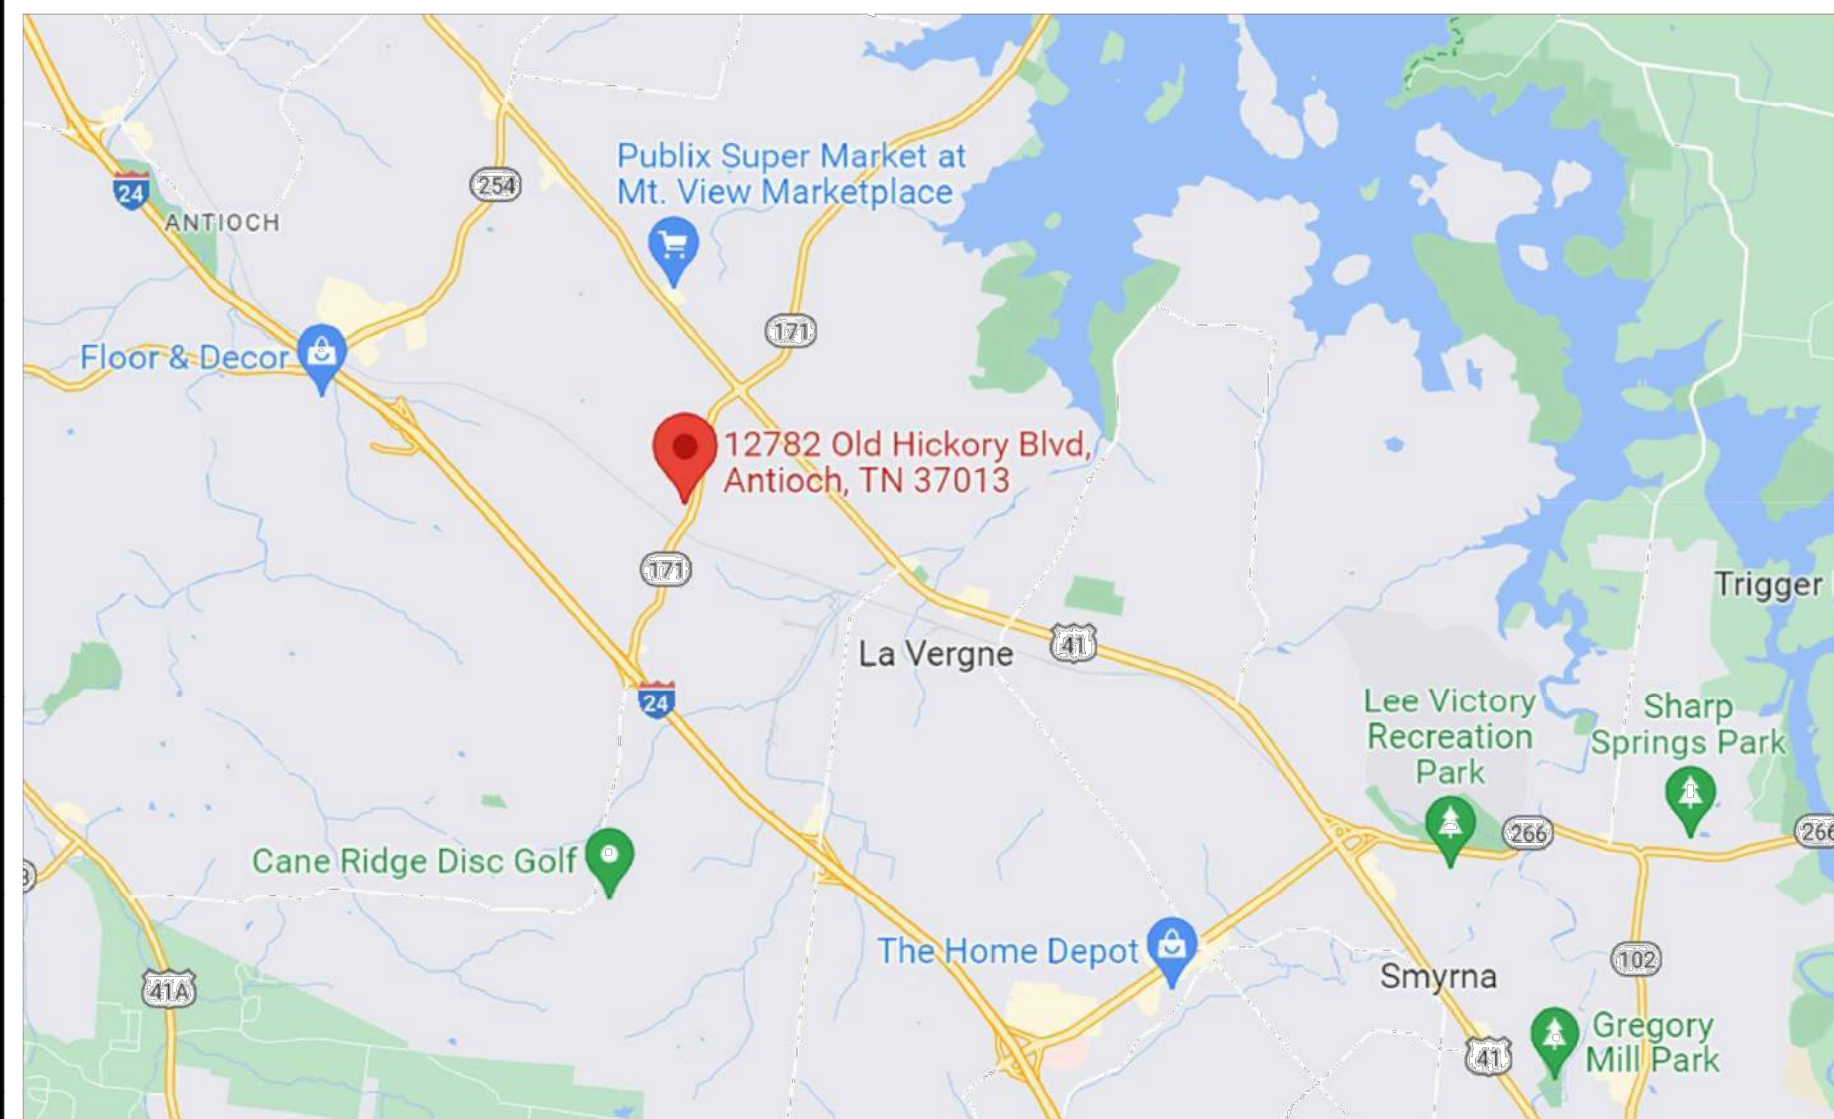 Publix Super Market at
Mt. View Marketplace
254
24
ANTIOCH
171
Floor & Decor
12782 Old Hickory Blvd,
Antioch, TN 37013
171
Trigger
La Vergne
41
24
Lee Victory
Recreation
Park
Sharp
Springs Park
266
266
Cane Ridge Disc Golf
The Home Depot
102
Smyrna
41A
Gregory
Mill Park
41